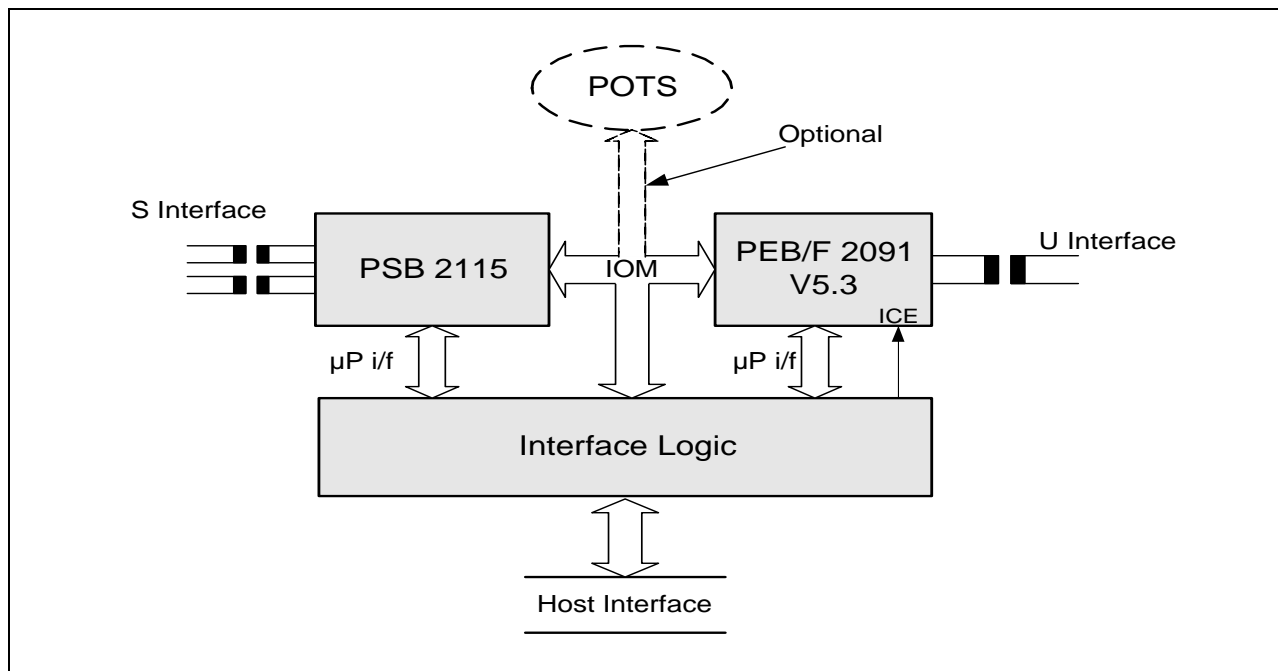 POTS
Optional
S Interface
PSB 2115
IOM
PEB/F 2091
V5.3
ICE
U Interface
µP i/f
µP i/f
Interface Logic
Host Interface